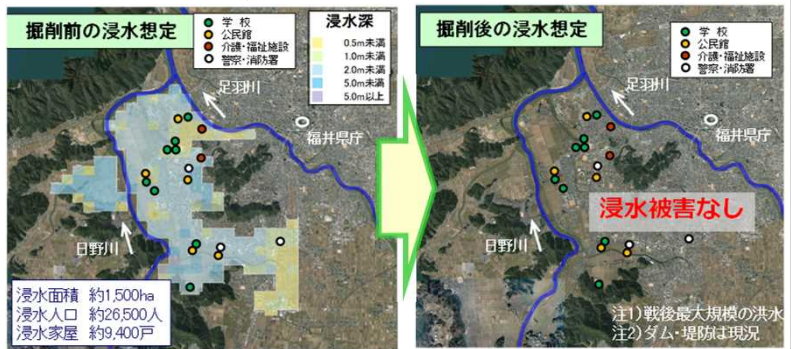 掘削前の浸水想定
学 校
公民館
介護・福祉施設
警察・消防署
浸水深
0.5m未満
1.0m未満
2.0m未満
5.0m未満
5.0m以上
足羽川
福井県庁
日野川
浸水面積 約1,500ha
浸水人口 約26,500人
浸水家屋 約9,400戸
掘削後の浸水想定
学 校
公民館
介護・福祉施設
警察・消防署
足羽川
福井県庁
浸水被害なし
日野川
注1)戦後最大規模の洪水
注2)ダム・堤防は現況